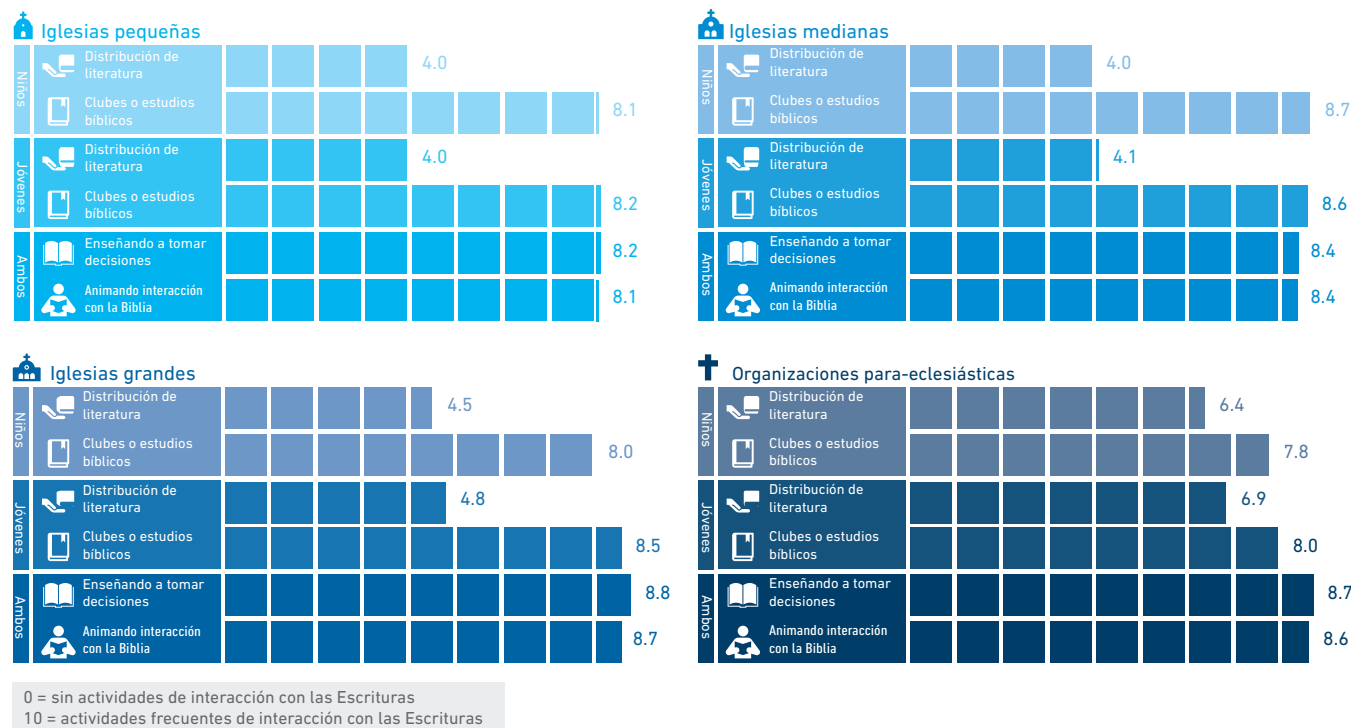 Iglesias pequeñas
Niños
Distribución de
literatura
4.0
Clubes o estudios
bíblicos
8.1
Jóvenes
Distribución de
literatura
4.0
Clubes o estudios
bíblicos
8.2
Ambos
Enseñando a tomar
decisiones
8.2
Animando interacción
con la Biblia
8.1
Iglesias medianas
Niños
Distribución de
literatura
4.0
Clubes o estudios
bíblicos
8.7
Jóvenes
Distribución de
literatura
4.1
Clubes o estudios
bíblicos
8.6
Ambos
Enseñando a tomar
decisiones
8.4
Animando interacción
con la Biblia
8.4
Iglesias grandes
Niños
Distribución de
literatura
4.5
Clubes o estudios
bíblicos
8.0
Jóvenes
Distribución de
literatura
4.8
Clubes o estudios
bíblicos
8.5
Ambos
Enseñando a tomar
decisiones
8.8
Animando interacción
con la Biblia
8.7
Organizaciones para-eclesiásticas
Niños
Distribución de
literatura
6.4
Clubes o estudios
bíblicos
7.8
Jóvenes
Distribución de
literatura
6.9
Clubes o estudios
bíblicos
8.0
Ambos
Enseñando a tomar
decisiones
8.7
Animando interacción
con la Biblia
8.6
0 = sin actividades de interacción con las Escrituras
10 = actividades frecuentes de interacción con las Escrituras